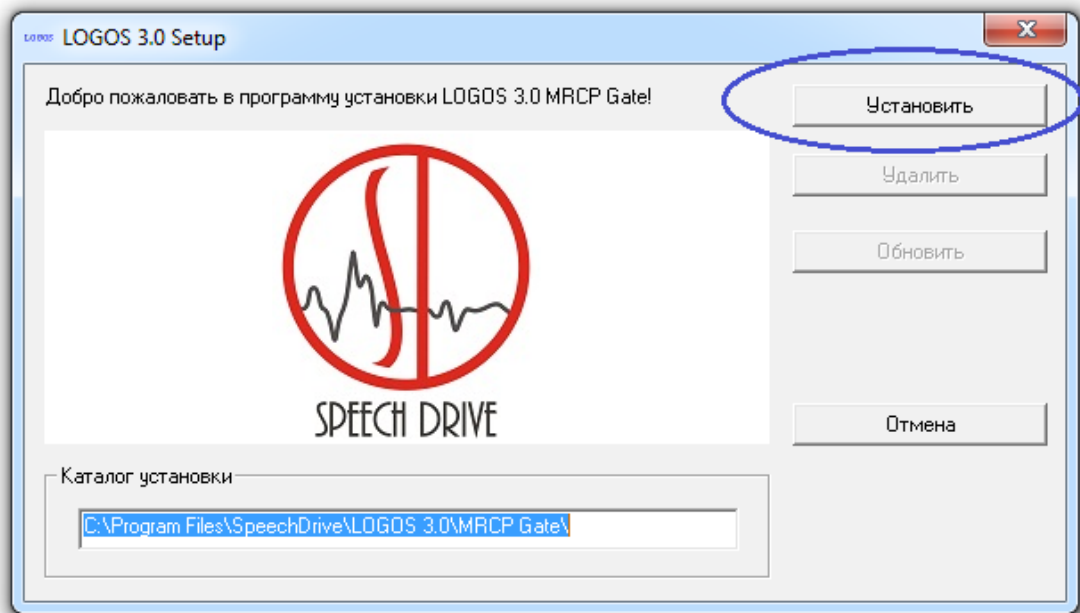 LOGOS LOGOS 3.0 Setup
Добро пожаловать в программу установки LOGOS 3.0 MRCP Gate!
Установить
Удалить
Обновить
SPEECH DRIVE
Отмена
Каталог установки
C:\Program Files\SpeechDrive\LOGOS 3.0\MRCP Gate\